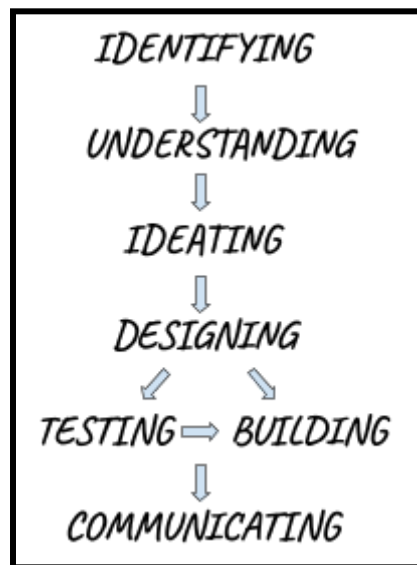 IDENTIFYING
UNDERSTANDING
IDEATING
DESIGNING
TESTING BUILDING
COMMUNICATING